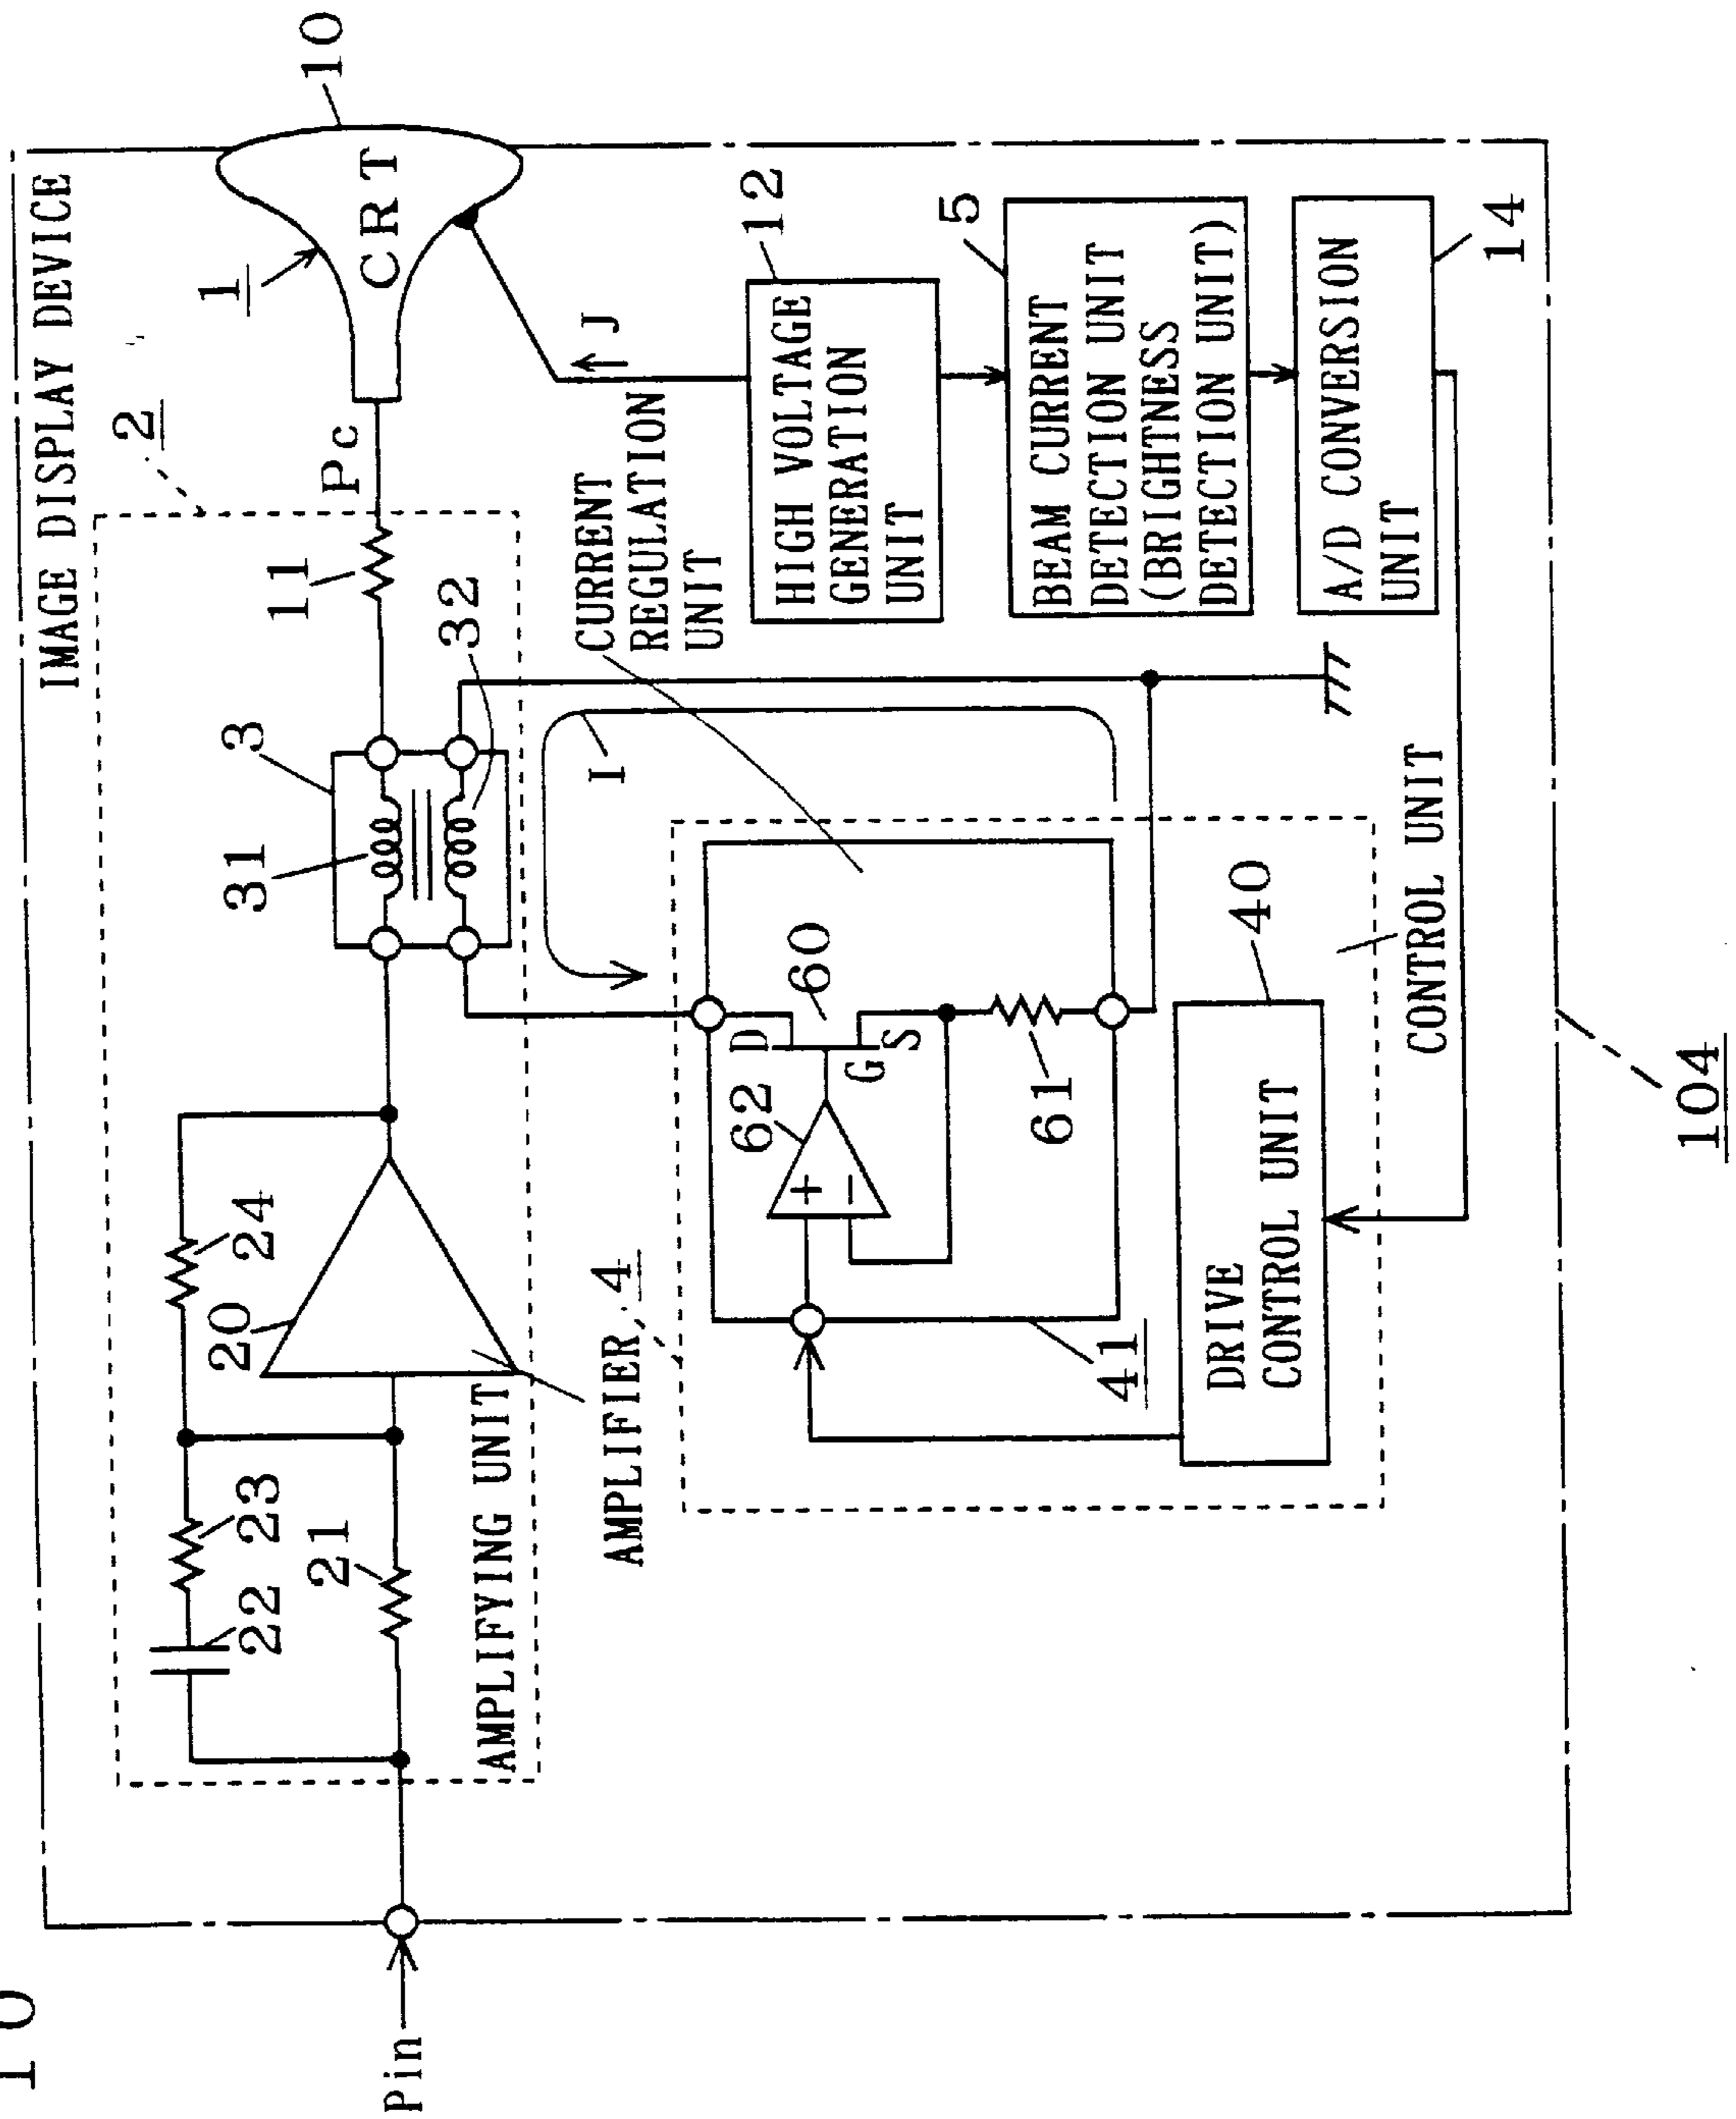 10
IMAGE DISPLAY DEVICE
Pin
AMPLIFYING UNIT
22
23
21
24
20
AMPLIFIER
2
3
31
32
11
Pc
1
CRT
10
I
J
CURRENT
REGULATION
UNIT
4
62
+
-
D
G
S
60
61
41
DRIVE
CONTROL UNIT
40
CONTROL UNIT
12
HIGH VOLTAGE
GENERATION
UNIT
5
BEAM CURRENT
DETECTION UNIT
(BRIGHTNESS
DETECTION UNIT)
A/D CONVERSION
UNIT
14
104